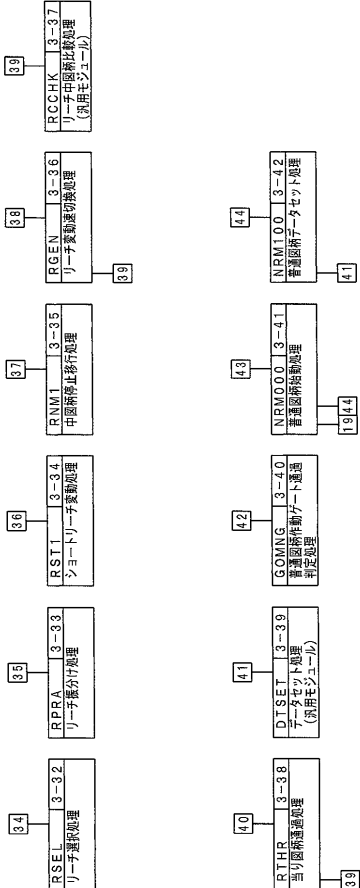 34
RSEL 3-32
リーチ選択処理
35
RPRA 3-33
リーチ振分け処理
36
RST1 3-34
ショートリーチ変動処理
37
RNM1 3-35
中図柄停止移行処理
38
RGEN 3-36
リーチ変動速切換処理
39
39
RCCHK 3-37
リーチ中図柄比較処理
(汎用モジュール)
40
RTHR 3-38
当り図柄通過処理
39
41
DTSET 3-39
データセット処理
(汎用モジュール)
42
GOMNG 3-40
普通図柄作動ゲート通過
判定処理
43
NRM000 3-41
普通図柄始動処理
19 44
44
NRM100 3-42
普通図柄データセット処理
41